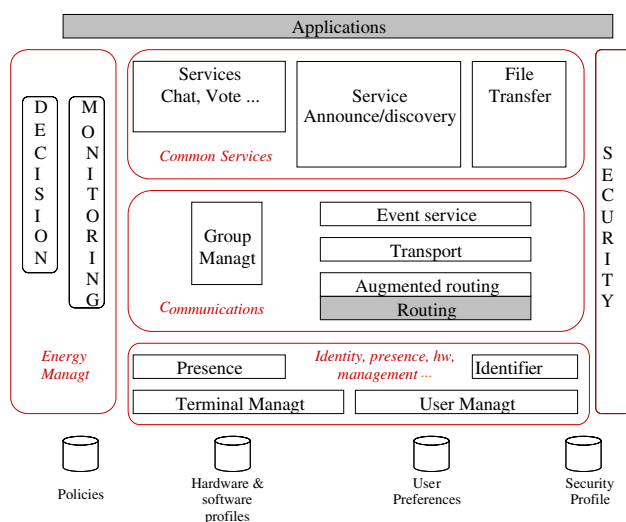 Applications
DECISION
MONITORING
Energy
Managt
Services
Chat, Vote ...
Service
Announce/discovery
File
Transfer
Common Services
Group
Managt
Event service
Transport
Augmented routing
Routing
Communications
Presence
Identity, presence, hw,
management ...
Identifier
Terminal Managt
User Managt
SECURITY
Policies
Hardware &
software
profiles
User
Preferences
Security
Profile